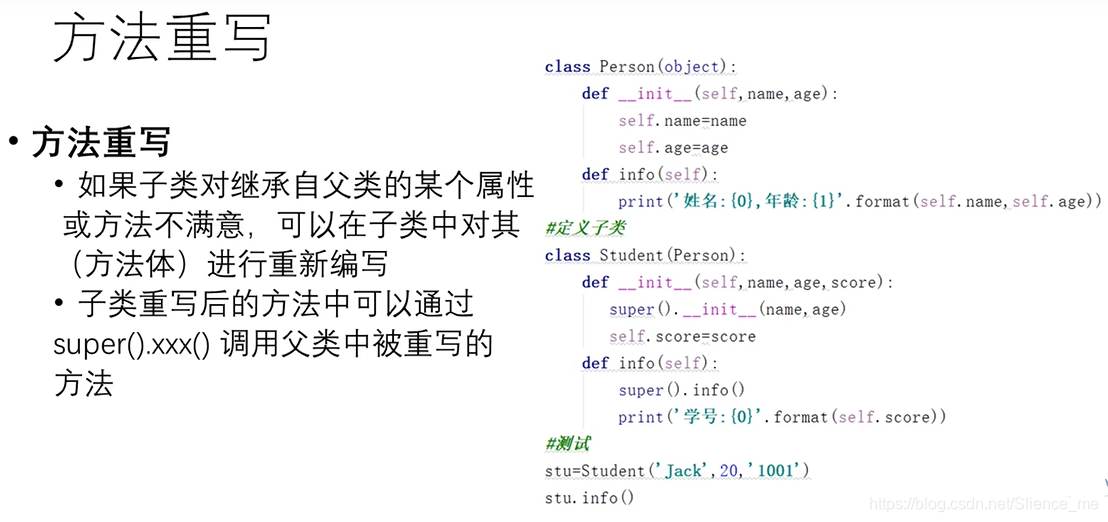 方法重写
• 方法重写
• 如果子类对继承自父类的某个属性
或方法不满意，可以在子类中对其
（方法体）进行重新编写
• 子类重写后的方法中可以通过
super().xxx() 调用父类中被重写的
方法
class Person(object):
    def __init__(self,name,age):
        self.name=name
        self.age=age
    def info(self):
        print('姓名:{0},年龄:{1}'.format(self.name,self.age))
#定义子类
class Student(Person):
    def __init__(self,name,age,score):
       super().__init__(name,age)
       self.score=score
    def info(self):
        super().info()
        print('学号:{0}'.format(self.score))
#测试
stu=Student('Jack',20,'1001')
stu.info()
https://blog.csdn.net/Slience_me